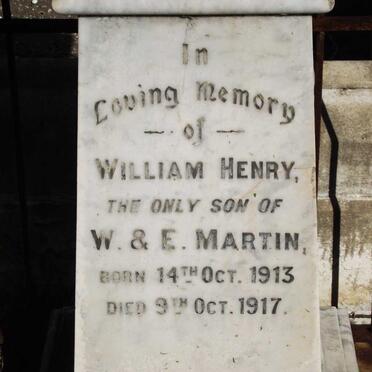 In
Loving Memory
of
WILLIAM HENRY,
THE ONLY SON OF
W. & E. MARTIN,
BORN 14TH OCT. 1913
DIED 9TH OCT. 1917.